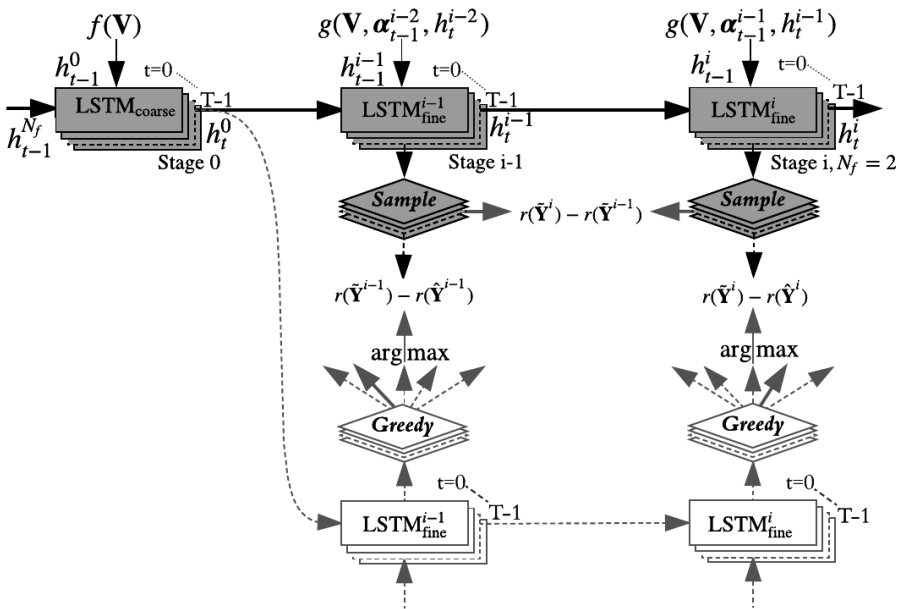 f(V)
g(V, α_{t−1}^{i−2}, h_t^{i−2})
g(V, α_{t−1}^{i−1}, h_t^{i−1})
h_{t−1}^0
t=0
h_{t−1}^{i−1}
t=0
h_{t−1}^i
t=0
LSTM_coarse
T−1
LSTM_fine^{i−1}
T−1
LSTM_fine^i
T−1
h_{t−1}^{N_f}
h_t^0
h_t^{i−1}
h_t^i
Stage 0
Stage i-1
Stage i, N_f = 2
Sample
Sample
r(Ỹ^i) − r(Ỹ^{i−1})
r(Ỹ^{i−1}) − r(Ŷ^{i−1})
r(Ỹ^i) − r(Ŷ^i)
arg max
arg max
Greedy
Greedy
t=0
t=0
LSTM_fine^{i−1}
T−1
LSTM_fine^i
T−1